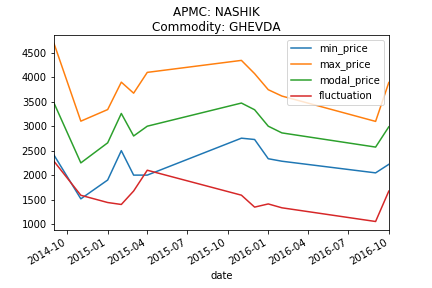 APMC: NASHIK
Commodity: GHEVDA
min_price
max_price
modal_price
fluctuation
4500
4000
3500
3000
2500
2000
1500
1000
2014-10
2015-01
2015-04
2015-07
2015-10
2016-01
2016-04
2016-07
2016-10
date